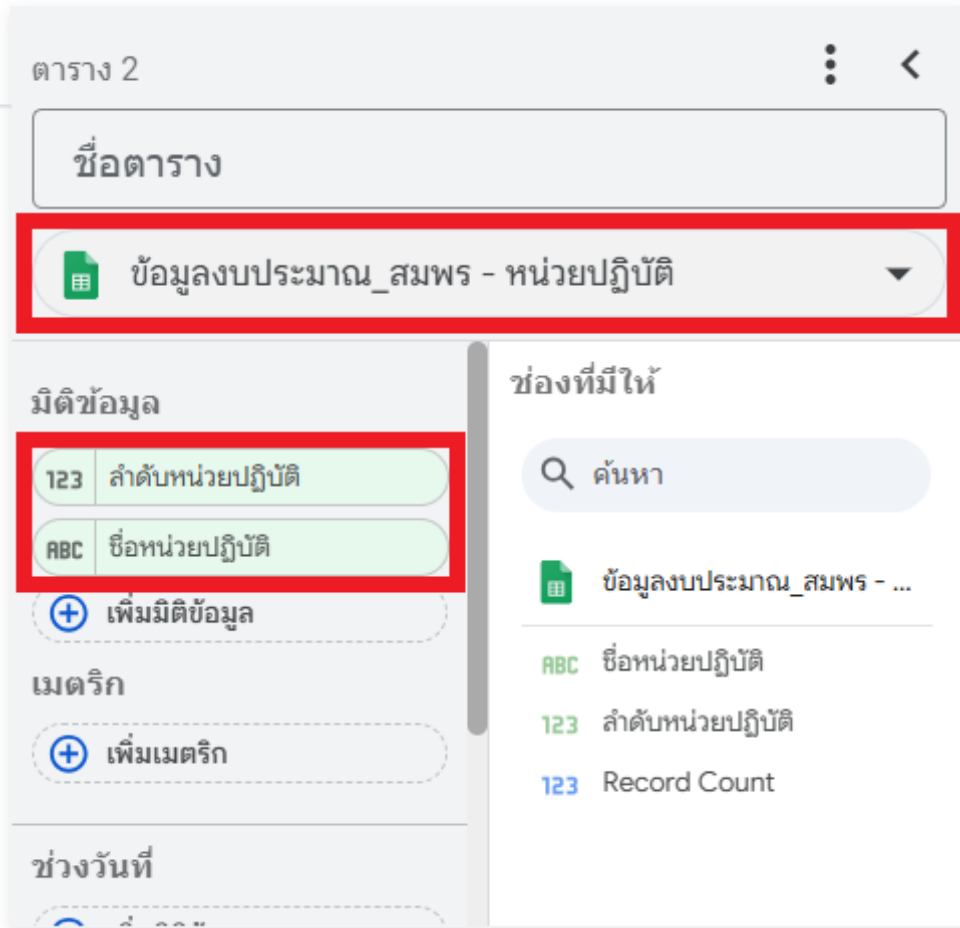 ตาราง 2
ชื่อตาราง
ข้อมูลงบประมาณ_สมพร - หน่วยปฏิบัติ
มิติข้อมูล
123 ลำดับหน่วยปฏิบัติ
ABC ชื่อหน่วยปฏิบัติ
เพิ่มมิติข้อมูล
เมตริก
เพิ่มเมตริก
ช่วงวันที่
ช่องที่มีให้
ค้นหา
ข้อมูลงบประมาณ_สมพร - ...
ABC ชื่อหน่วยปฏิบัติ
123 ลำดับหน่วยปฏิบัติ
123 Record Count